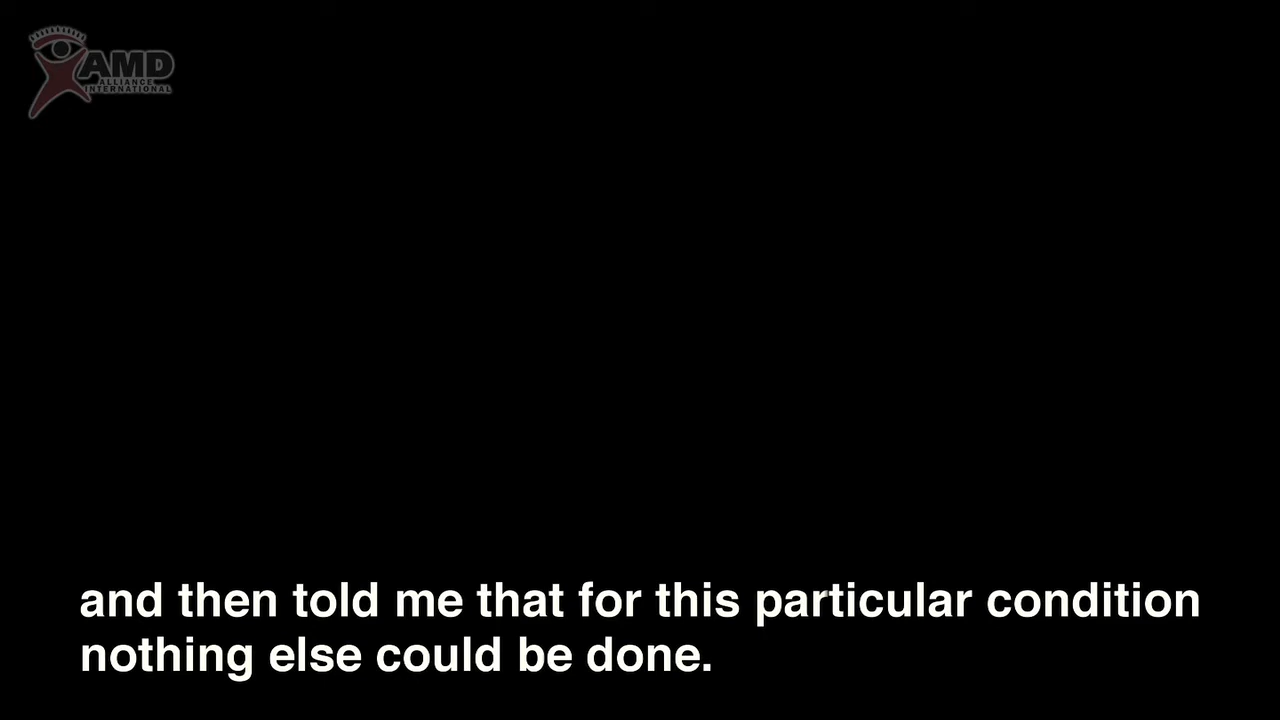 AMD
ALLIANCE
INTERNATIONAL
and then told me that for this particular condition
nothing else could be done.